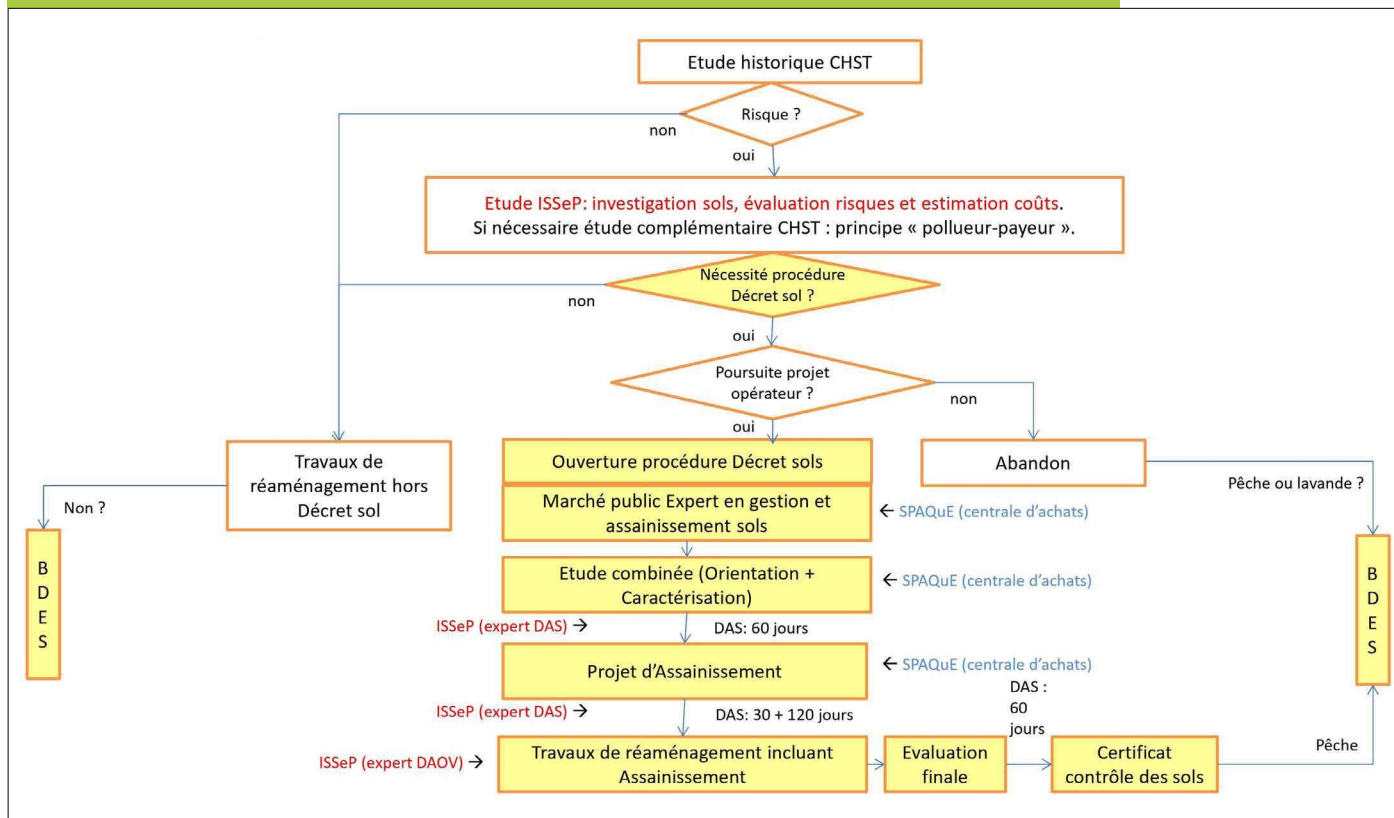 Etude historique CHST
Risque ?
non
oui
Etude ISSeP: investigation sols, évaluation risques et estimation coûts.
Si nécessaire étude complémentaire CHST : principe « pollueur-payeur ».
Nécessité procédure
Décret sol ?
non
oui
Poursuite projet
opérateur ?
non
oui
Travaux de
réaménagement hors
Décret sol
Ouverture procédure Décret sols
Abandon
Non ?
Pêche ou lavande ?
Marché public Expert en gestion et
assainissement sols
← SPAQuE (centrale d'achats)
B
D
E
S
B
D
E
S
Etude combinée (Orientation +
Caractérisation)
← SPAQuE (centrale d'achats)
ISSeP (expert DAS) →
DAS: 60 jours
Projet d'Assainissement
← SPAQuE (centrale d'achats)
ISSeP (expert DAS) →
DAS: 30 + 120 jours
DAS :
60
jours
ISSeP (expert DAOV) →
Travaux de réaménagement incluant
Assainissement
Evaluation
finale
Certificat
contrôle des sols
Pêche